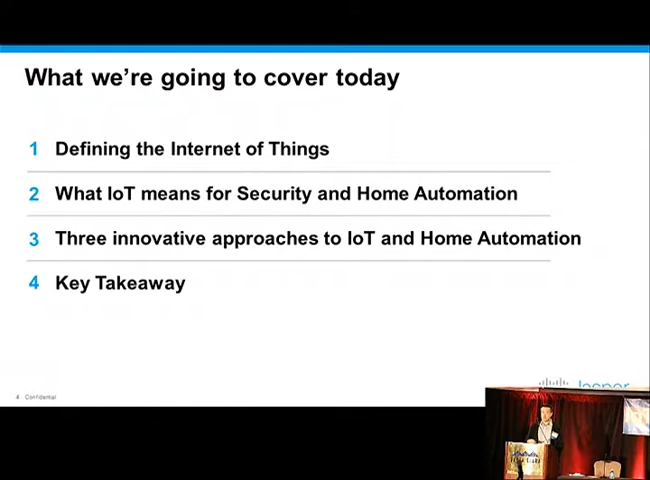 What we're going to cover today
1 Defining the Internet of Things
2 What IoT means for Security and Home Automation
3 Three innovative approaches to IoT and Home Automation
4 Key Takeaway
4 Confidential